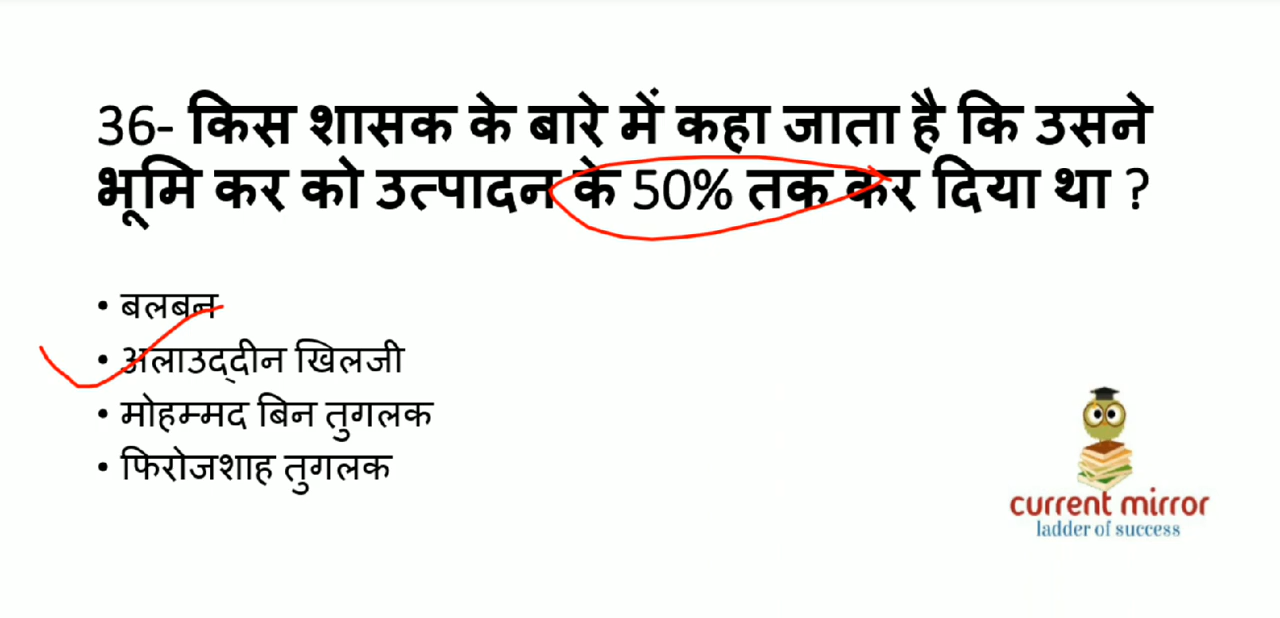 36- किस शासक के बारे में कहा जाता है कि उसने
भूमि कर को उत्पादन के 50% तक कर दिया था ?
• बलबन
• अलाउद्दीन खिलजी
• मोहम्मद बिन तुगलक
• फिरोजशाह तुगलक
current mirror
ladder of success